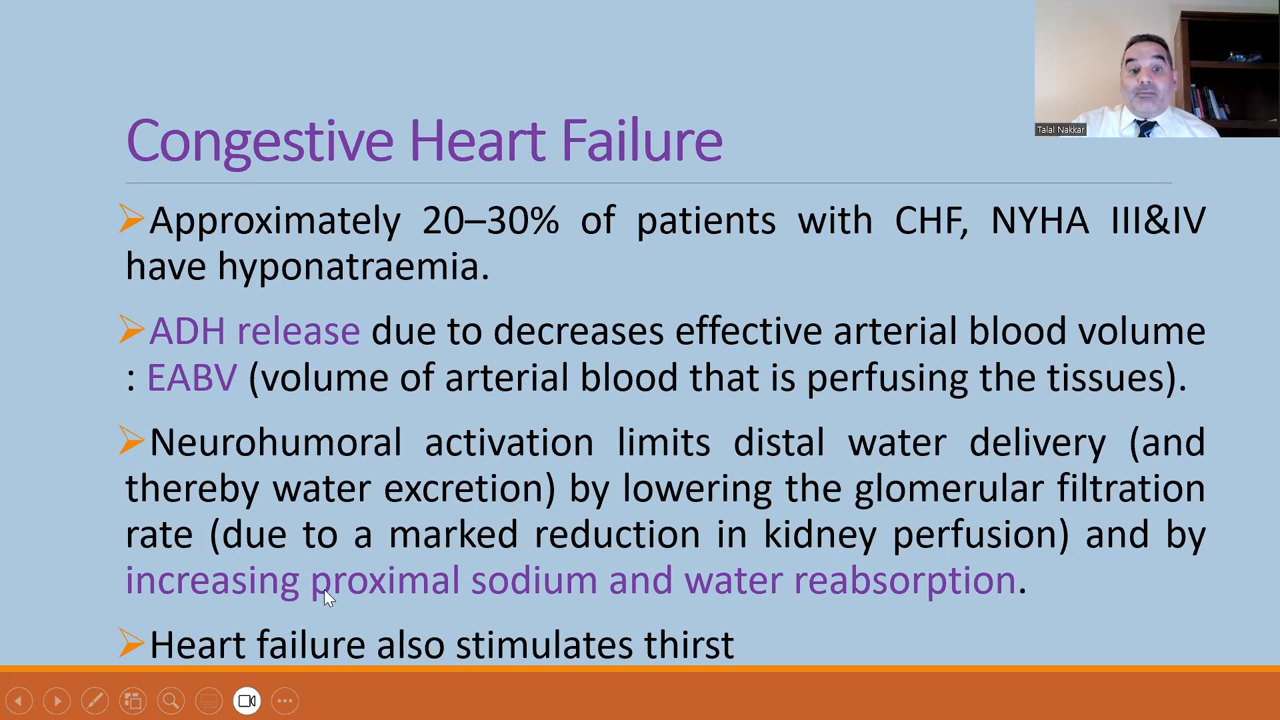 Talal Nakkar
Congestive Heart Failure
Approximately 20–30% of patients with CHF, NYHA III&IV
have hyponatraemia.
ADH release due to decreases effective arterial blood volume
: EABV (volume of arterial blood that is perfusing the tissues).
Neurohumoral activation limits distal water delivery (and
thereby water excretion) by lowering the glomerular filtration
rate (due to a marked reduction in kidney perfusion) and by
increasing proximal sodium and water reabsorption.
Heart failure also stimulates thirst